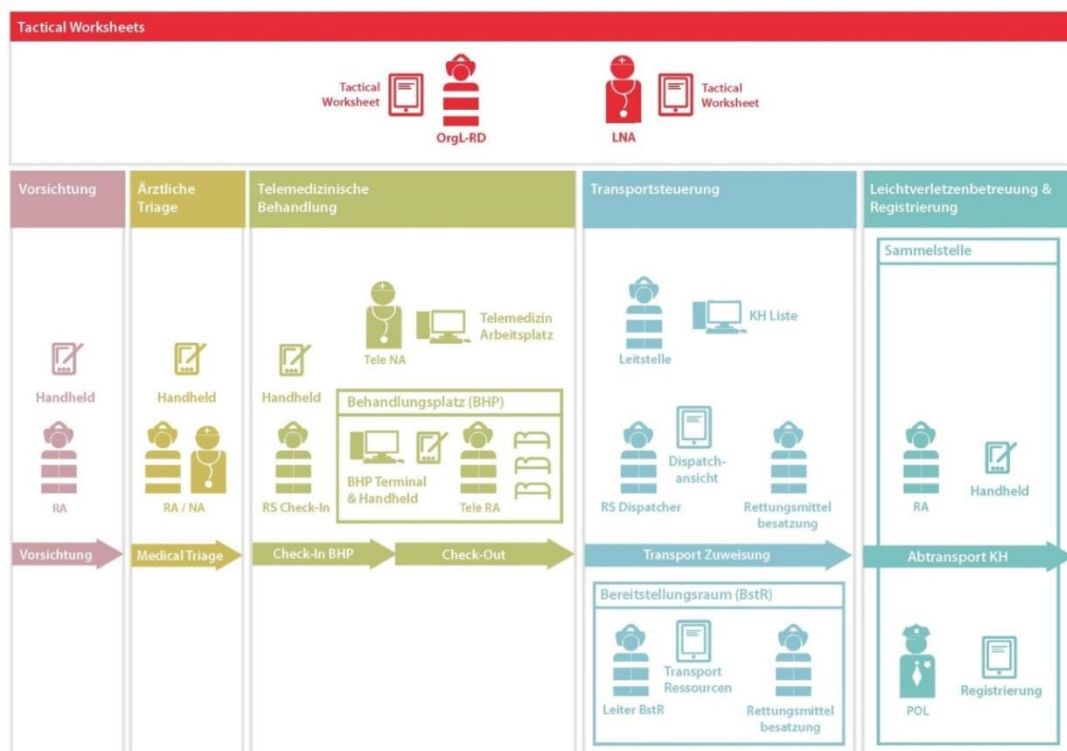 Tactical Worksheets
Tactical
Worksheet
OrgL-RD
LNA
Tactical
Worksheet
Vorsichtung
Handheld
RA
Vorsichtung
Ärztliche
Triage
Handheld
RA / NA
Medical Triage
Telemedizinische
Behandlung
Tele NA
Telemedizin
Arbeitsplatz
Handheld
RS Check-In
Behandlungsplatz (BHP)
BHP Terminal
& Handheld
Tele RA
Check-In BHP
Check-Out
Transportsteuerung
Leitstelle
KH Liste
RS Dispatcher
Dispatch-
ansicht
Rettungsmittel
besatzung
Transport Zuweisung
Bereitstellungsraum (BstR)
Leiter BstR
Transport
Ressourcen
Rettungsmittel
besatzung
Leichtverletzenbetreuung &
Registrierung
Sammelstelle
RA
Handheld
Abtransport KH
POL
Registrierung